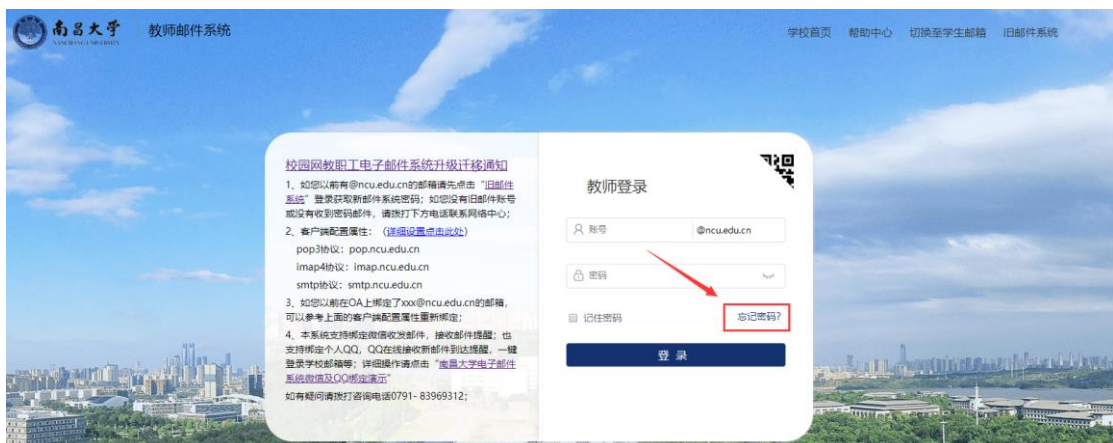 南昌大学 教师邮件系统
NANCHANG UNIVERSITY
学校首页 帮助中心 切换至学生邮箱 旧邮件系统
校园网教职工电子邮件系统升级迁移通知
1、如您以前有@ncu.edu.cn的邮箱请先点击“旧邮件
系统”登录获取新邮件系统密码；如您没有旧邮件账号
或没有收到密码邮件，请拨打下方电话联系网络中心；
2、客户端配置属性：（详细设置点击此处）
pop3协议：pop.ncu.edu.cn
imap4协议：imap.ncu.edu.cn
smtp协议：smtp.ncu.edu.cn
3、如您以前在OA上绑定了xxx@ncu.edu.cn的邮箱，
可以参考上面的客户端配置属性重新绑定；
4、本系统支持绑定微信收发邮件，接收邮件提醒；也
支持绑定个人QQ，QQ在线接收新邮件到达提醒，一键
登录学校邮箱等；详细操作请点击“南昌大学电子邮件
系统微信及QQ绑定演示”
如有疑问请拨打咨询电话0791- 83969312；
教师登录
账号 @ncu.edu.cn
密码
记住密码 忘记密码?
登 录